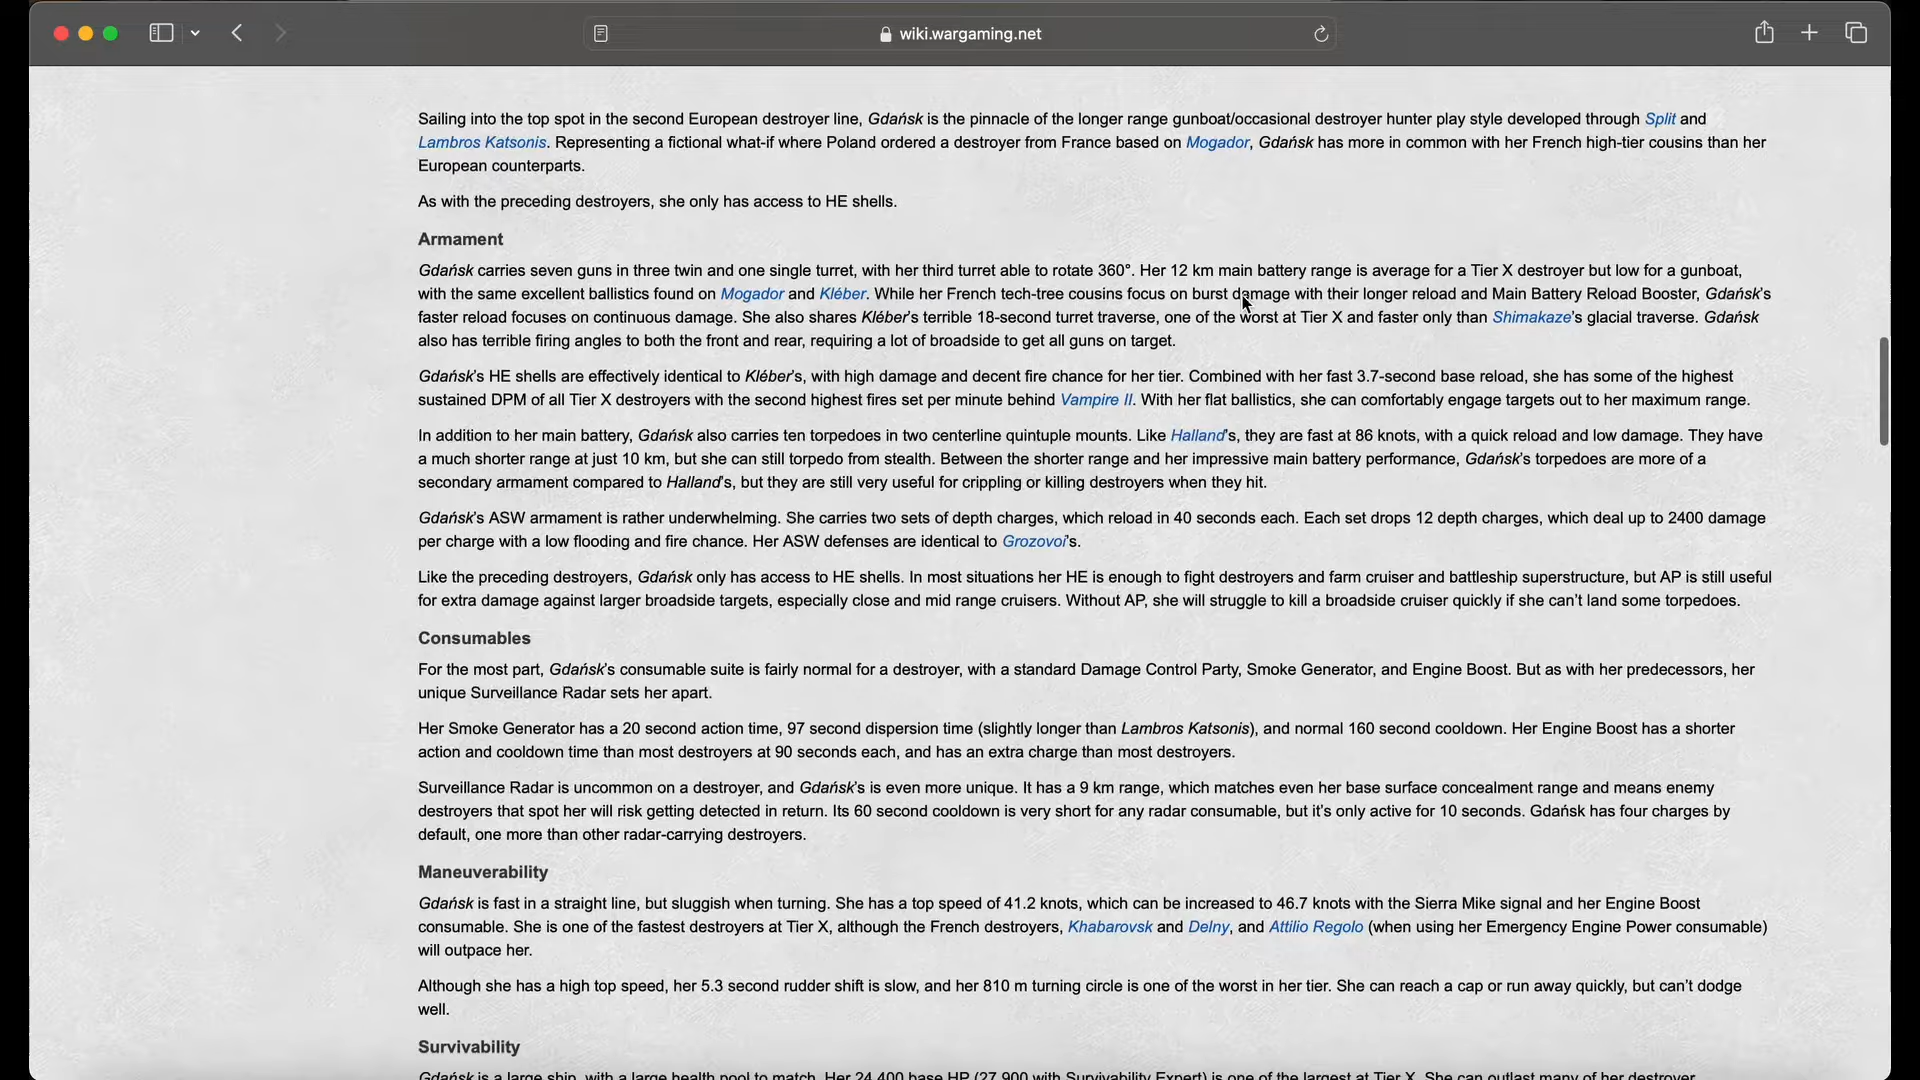 wiki.wargaming.net
Sailing into the top spot in the second European destroyer line, Gdańsk is the pinnacle of the longer range gunboat/occasional destroyer hunter play style developed through Split and
Lambros Katsonis. Representing a fictional what-if where Poland ordered a destroyer from France based on Mogador, Gdańsk has more in common with her French high-tier cousins than her
European counterparts.
As with the preceding destroyers, she only has access to HE shells.
Armament
Gdańsk carries seven guns in three twin and one single turret, with her third turret able to rotate 360°. Her 12 km main battery range is average for a Tier X destroyer but low for a gunboat,
with the same excellent ballistics found on Mogador and Kléber. While her French tech-tree cousins focus on burst damage with their longer reload and Main Battery Reload Booster, Gdańsk's
faster reload focuses on continuous damage. She also shares Kléber's terrible 18-second turret traverse, one of the worst at Tier X and faster only than Shimakaze's glacial traverse. Gdańsk
also has terrible firing angles to both the front and rear, requiring a lot of broadside to get all guns on target.
Gdańsk's HE shells are effectively identical to Kléber's, with high damage and decent fire chance for her tier. Combined with her fast 3.7-second base reload, she has some of the highest
sustained DPM of all Tier X destroyers with the second highest fires set per minute behind Vampire II. With her flat ballistics, she can comfortably engage targets out to her maximum range.
In addition to her main battery, Gdańsk also carries ten torpedoes in two centerline quintuple mounts. Like Halland's, they are fast at 86 knots, with a quick reload and low damage. They have
a much shorter range at just 10 km, but she can still torpedo from stealth. Between the shorter range and her impressive main battery performance, Gdańsk's torpedoes are more of a
secondary armament compared to Halland's, but they are still very useful for crippling or killing destroyers when they hit.
Gdańsk's ASW armament is rather underwhelming. She carries two sets of depth charges, which reload in 40 seconds each. Each set drops 12 depth charges, which deal up to 2400 damage
per charge with a low flooding and fire chance. Her ASW defenses are identical to Grozovoi's.
Like the preceding destroyers, Gdańsk only has access to HE shells. In most situations her HE is enough to fight destroyers and farm cruiser and battleship superstructure, but AP is still useful
for extra damage against larger broadside targets, especially close and mid range cruisers. Without AP, she will struggle to kill a broadside cruiser quickly if she can't land some torpedoes.
Consumables
For the most part, Gdańsk's consumable suite is fairly normal for a destroyer, with a standard Damage Control Party, Smoke Generator, and Engine Boost. But as with her predecessors, her
unique Surveillance Radar sets her apart.
Her Smoke Generator has a 20 second action time, 97 second dispersion time (slightly longer than Lambros Katsonis), and normal 160 second cooldown. Her Engine Boost has a shorter
action and cooldown time than most destroyers at 90 seconds each, and has an extra charge than most destroyers.
Surveillance Radar is uncommon on a destroyer, and Gdańsk's is even more unique. It has a 9 km range, which matches even her base surface concealment range and means enemy
destroyers that spot her will risk getting detected in return. Its 60 second cooldown is very short for any radar consumable, but it's only active for 10 seconds. Gdańsk has four charges by
default, one more than other radar-carrying destroyers.
Maneuverability
Gdańsk is fast in a straight line, but sluggish when turning. She has a top speed of 41.2 knots, which can be increased to 46.7 knots with the Sierra Mike signal and her Engine Boost
consumable. She is one of the fastest destroyers at Tier X, although the French destroyers, Khabarovsk and Delny, and Attilio Regolo (when using her Emergency Engine Power consumable)
will outpace her.
Although she has a high top speed, her 5.3 second rudder shift is slow, and her 810 m turning circle is one of the worst in her tier. She can reach a cap or run away quickly, but can't dodge
well.
Survivability
Gdańsk is a large ship, with a large health pool to match. Her 24,400 base HP (27,900 with Survivability Expert) is one of the largest at Tier X. She can outlast many of her destroyer